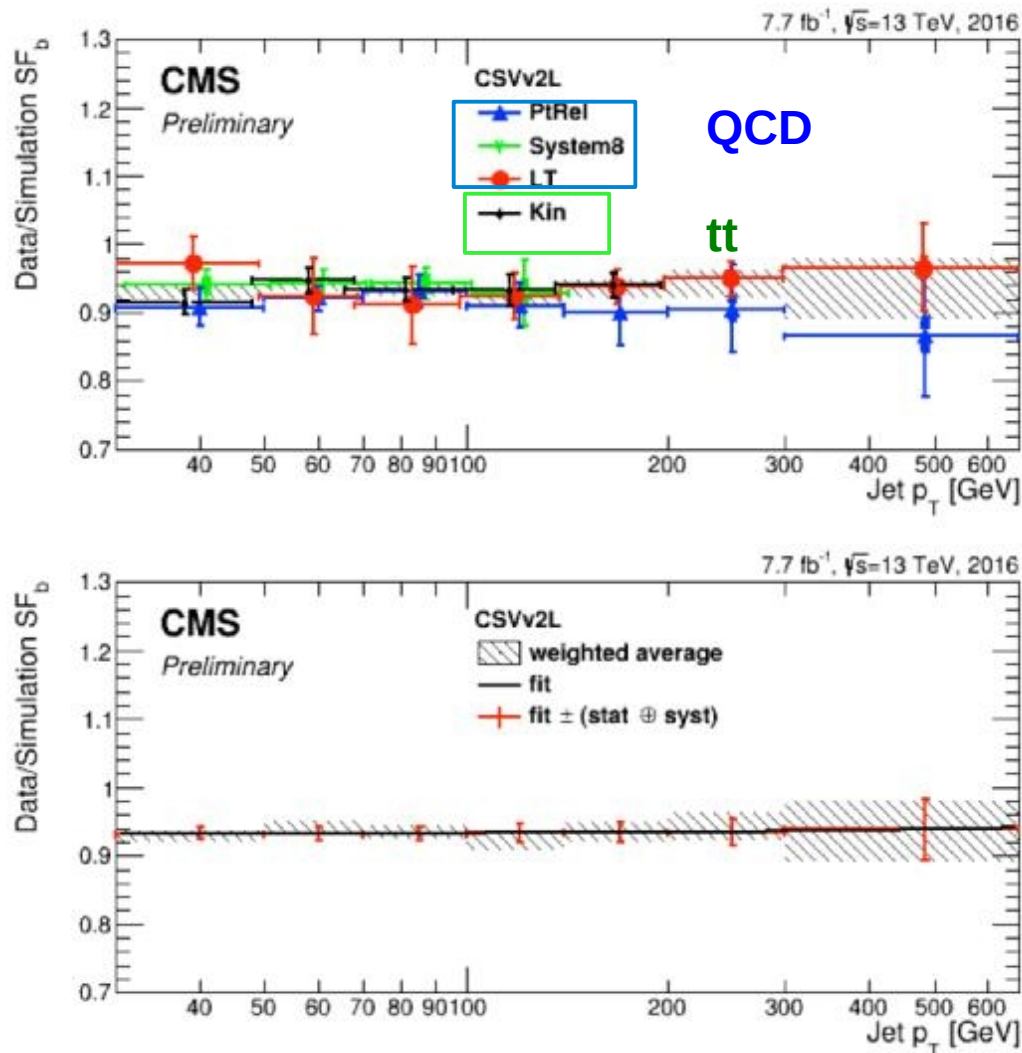 7.7 fb⁻¹, √s=13 TeV, 2016
Data/Simulation SF_b
1.3
1.2
1.1
1
0.9
0.8
0.7
CMS
Preliminary
CSVv2L
PtRel
System8
LT
Kin
QCD
tt
40 50 60 70 80 90 100 200 300 400 500 600
Jet p_T [GeV]
7.7 fb⁻¹, √s=13 TeV, 2016
Data/Simulation SF_b
1.3
1.2
1.1
1
0.9
0.8
0.7
CMS
Preliminary
CSVv2L
weighted average
fit
fit ± (stat ⊕ syst)
40 50 60 70 80 90 100 200 300 400 500 600
Jet p_T [GeV]